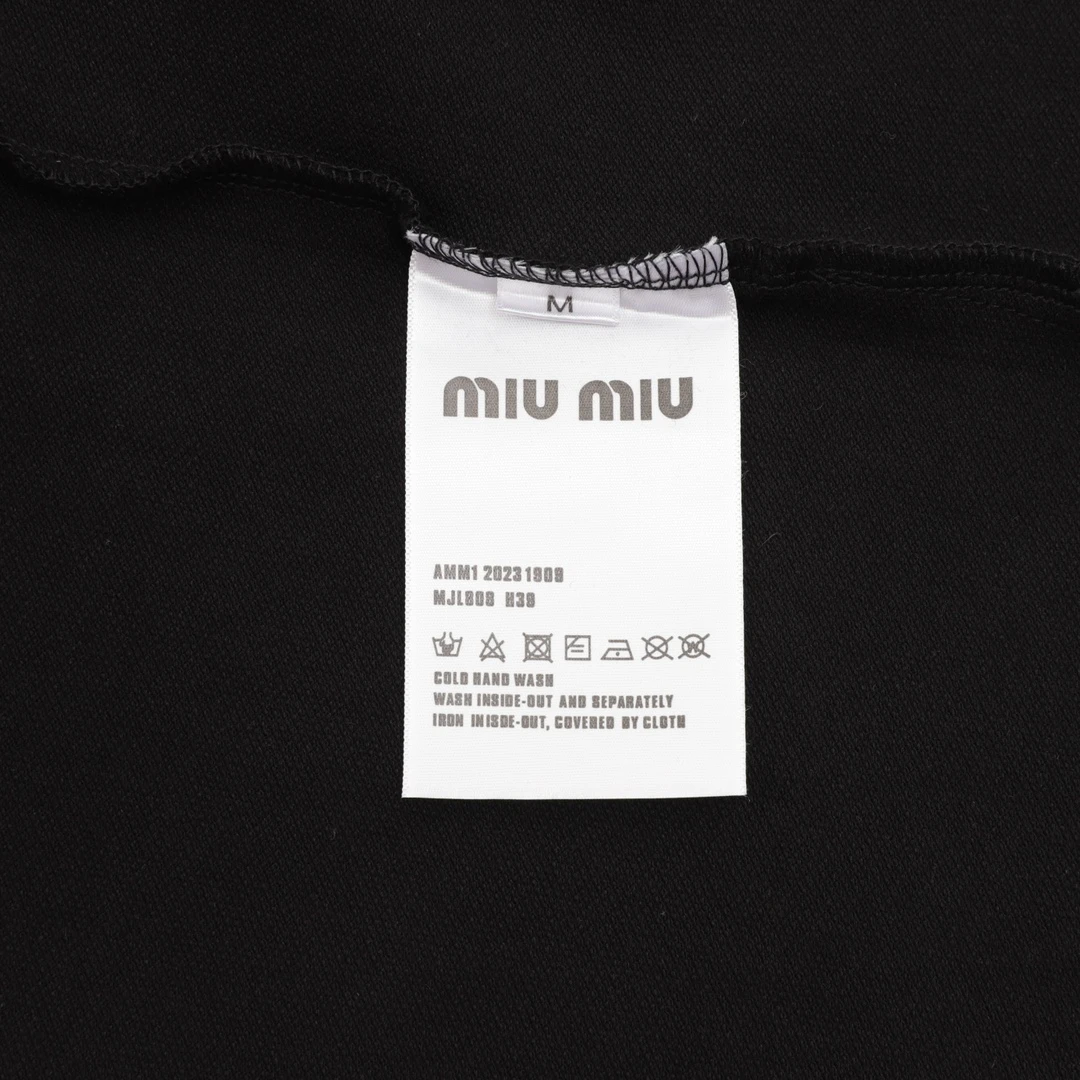 M
miu miu
AMM1 20231909
MJL808 H39
COLD HAND WASH
WASH INSIDE-OUT AND SEPARATELY
IRON INISDE-OUT, COVERED BY CLOTH